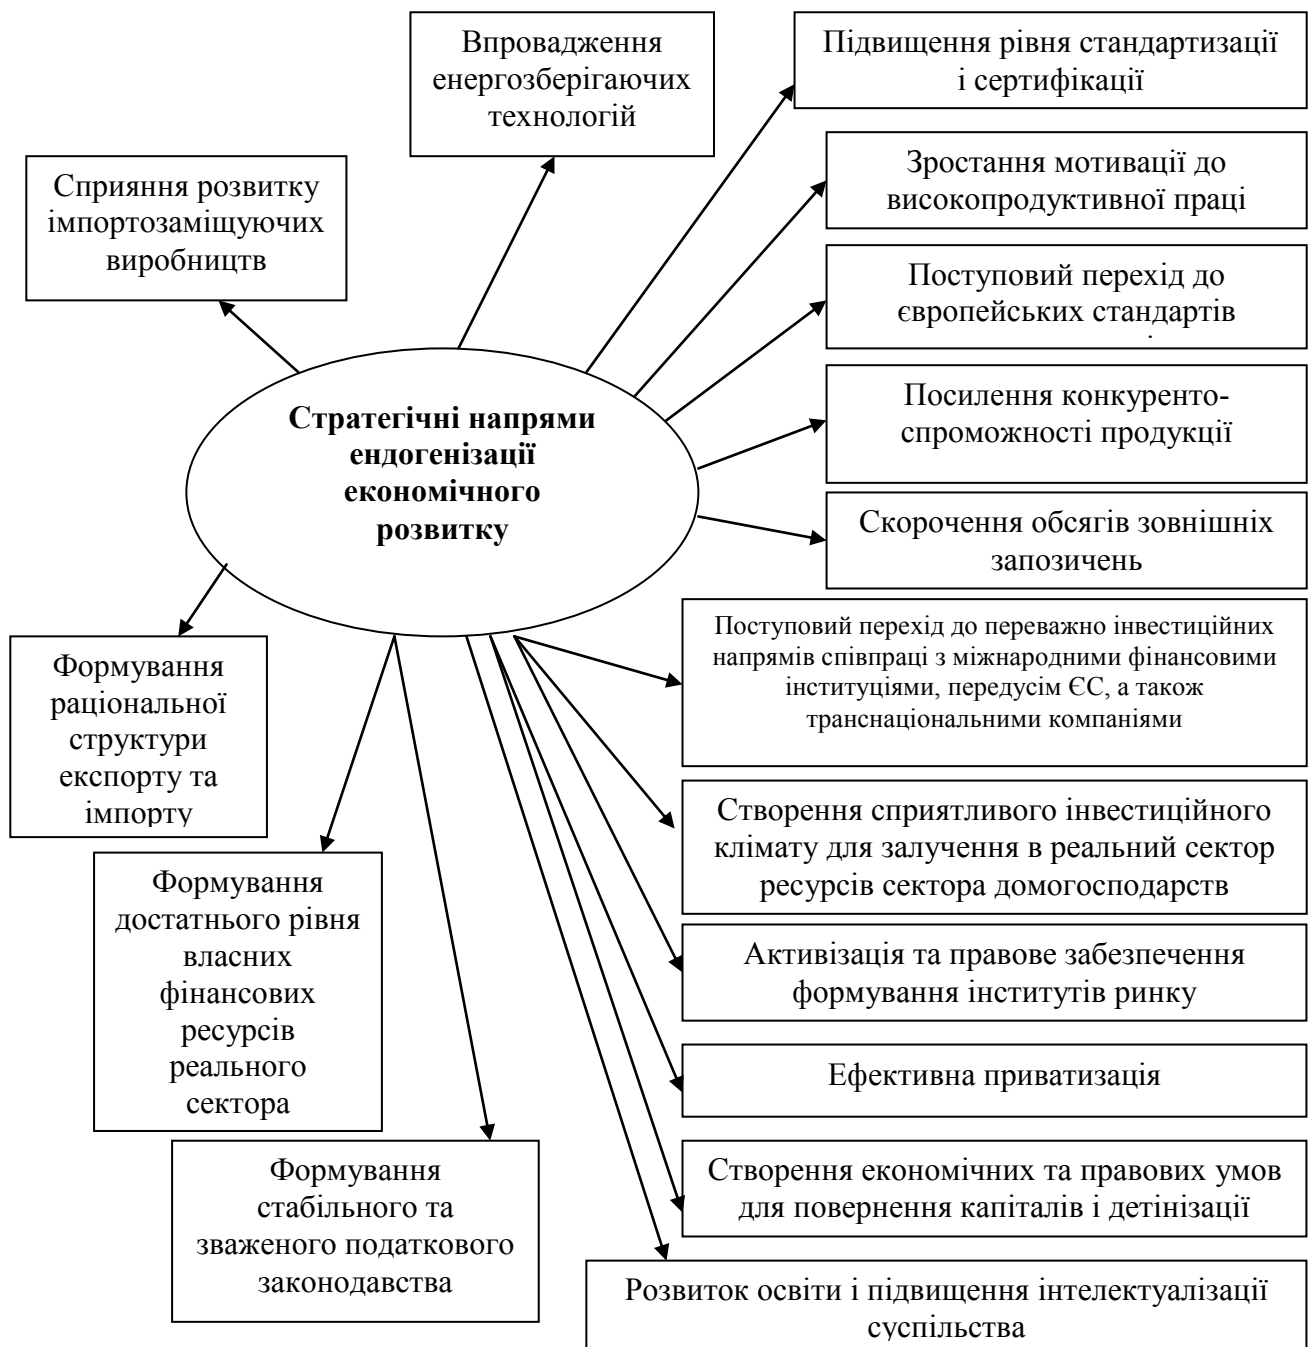 Впровадження
енергозберігаючих
технологій
Підвищення рівня стандартизації
і сертифікації
Сприяння розвитку
імпортозаміщуючих
виробництв
Зростання мотивації до
високопродуктивної праці
Поступовий перехід до
європейських стандартів
Стратегічні напрями
ендогенізації
економічного
розвитку
Посилення конкуренто-
спроможності продукції
Скорочення обсягів зовнішніх
запозичень
Поступовий перехід до переважно інвестиційних
напрямів співпраці з міжнародними фінансовими
інституціями, передусім ЄС, а також
транснаціональними компаніями
Формування
раціональної
структури
експорту та
імпорту
Створення сприятливого інвестиційного
клімату для залучення в реальний сектор
ресурсів сектора домогосподарств
Формування
достатнього рівня
власних
фінансових
ресурсів
реального
сектора
Активізація та правове забезпечення
формування інститутів ринку
Ефективна приватизація
Формування
стабільного та
зваженого податкового
законодавства
Створення економічних та правових умов
для повернення капіталів і детінізації
Розвиток освіти і підвищення інтелектуалізації
суспільства